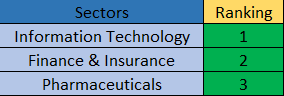 Sectors Ranking
Information Technology 1
Finance & Insurance 2
Pharmaceuticals 3